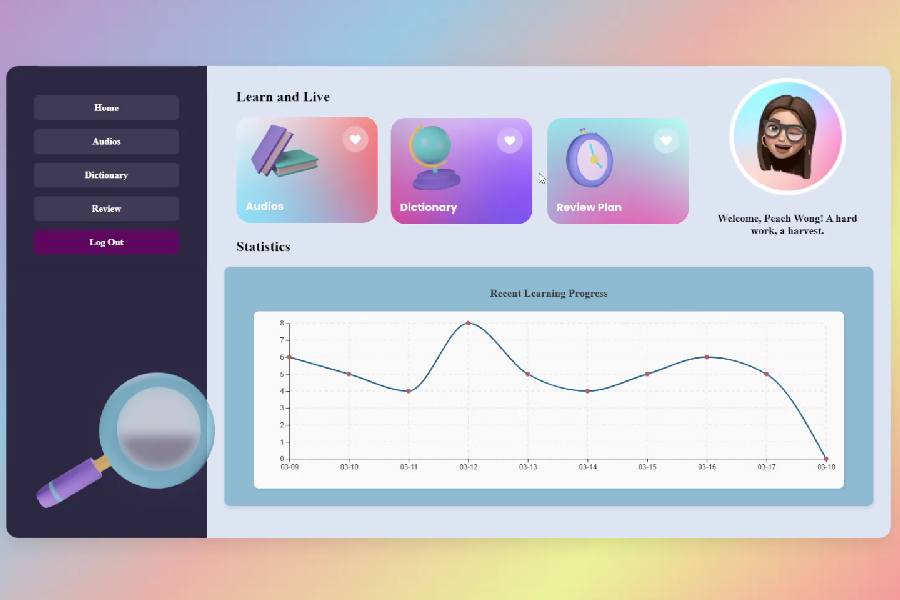 Home
Audios
Dictionary
Review
Log Out
Learn and Live
Audios
Dictionary
Review Plan
Welcome, Peach Wong! A hard
work, a harvest.
Statistics
Recent Learning Progress
8
7
6
5
4
3
2
1
0
03-09 03-10 03-11 03-12 03-13 03-14 03-15 03-16 03-17 03-18